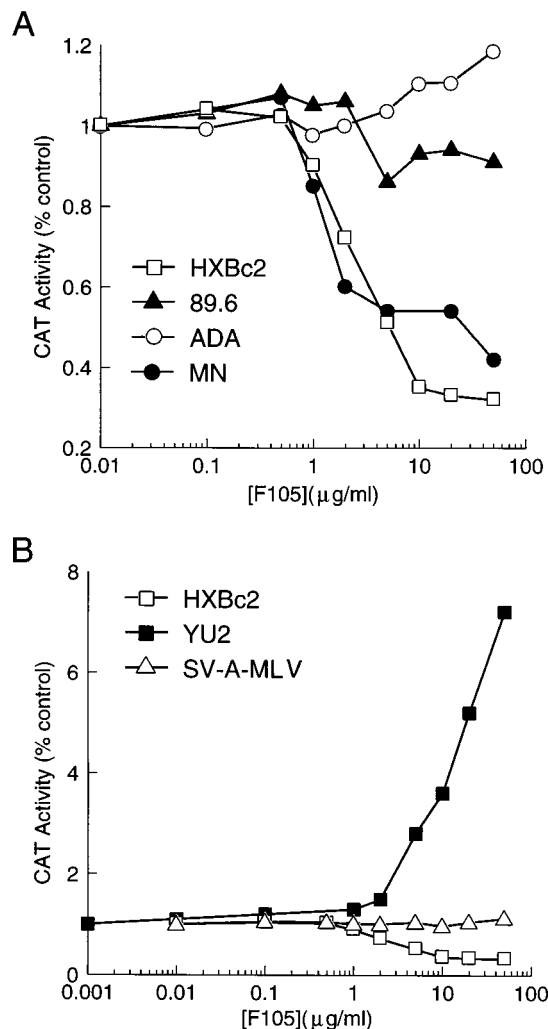 A
CAT Activity (% control)
1.2
1
0.8
0.6
0.4
0.2
HXBc2
89.6
ADA
MN
0.01
0.1
1
10
100
[F105](µg/ml)
B
CAT Activity (% control)
8
6
4
2
0
HXBc2
YU2
SV-A-MLV
0.001
0.01
0.1
1
10
100
[F105](µg/ml)